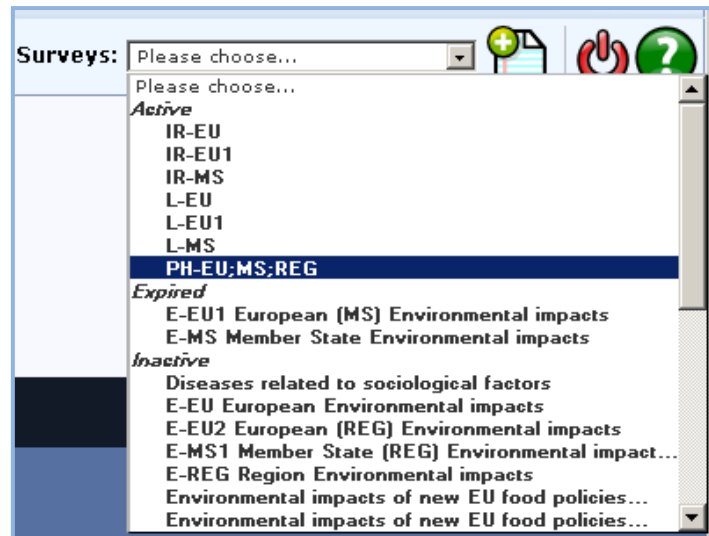 Surveys: Please choose...
Please choose...
Active
IR-EU
IR-EU1
IR-MS
L-EU
L-EU1
L-MS
PH-EU;MS;REG
Expired
E-EU1 European (MS) Environmental impacts
E-MS Member State Environmental impacts
Inactive
Diseases related to sociological factors
E-EU European Environmental impacts
E-EU2 European (REG) Environmental impacts
E-MS1 Member State (REG) Environmental impact...
E-REG Region Environmental impacts
Environmental impacts of new EU food policies...
Environmental impacts of new EU food policies...